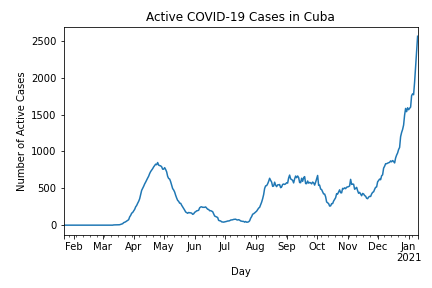 Active COVID-19 Cases in Cuba
Number of Active Cases
2500
2000
1500
1000
500
0
Feb Mar Apr May Jun Jul Aug Sep Oct Nov Dec Jan
2021
Day